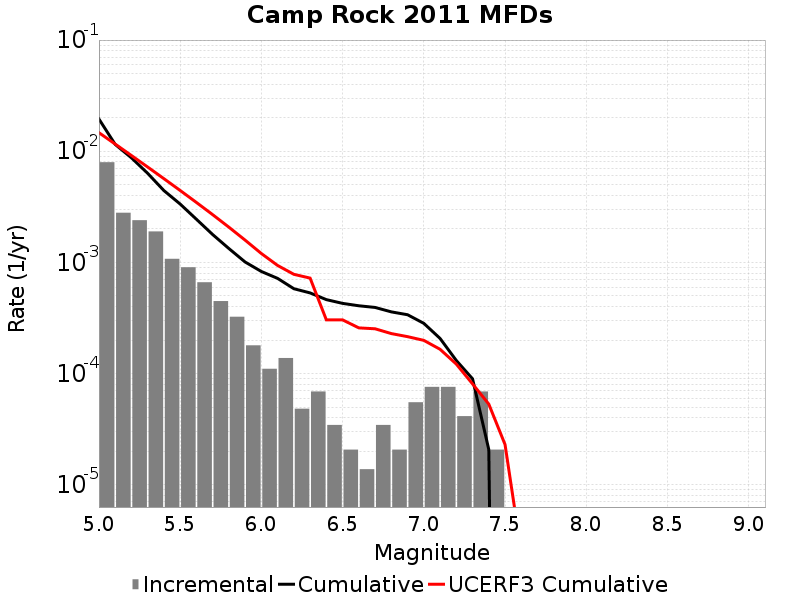 Camp Rock 2011 MFDs
10-1
10-2
10-3
10-4
10-5
Rate (1/yr)
5.0 5.5 6.0 6.5 7.0 7.5 8.0 8.5 9.0
Magnitude
Incremental Cumulative UCERF3 Cumulative